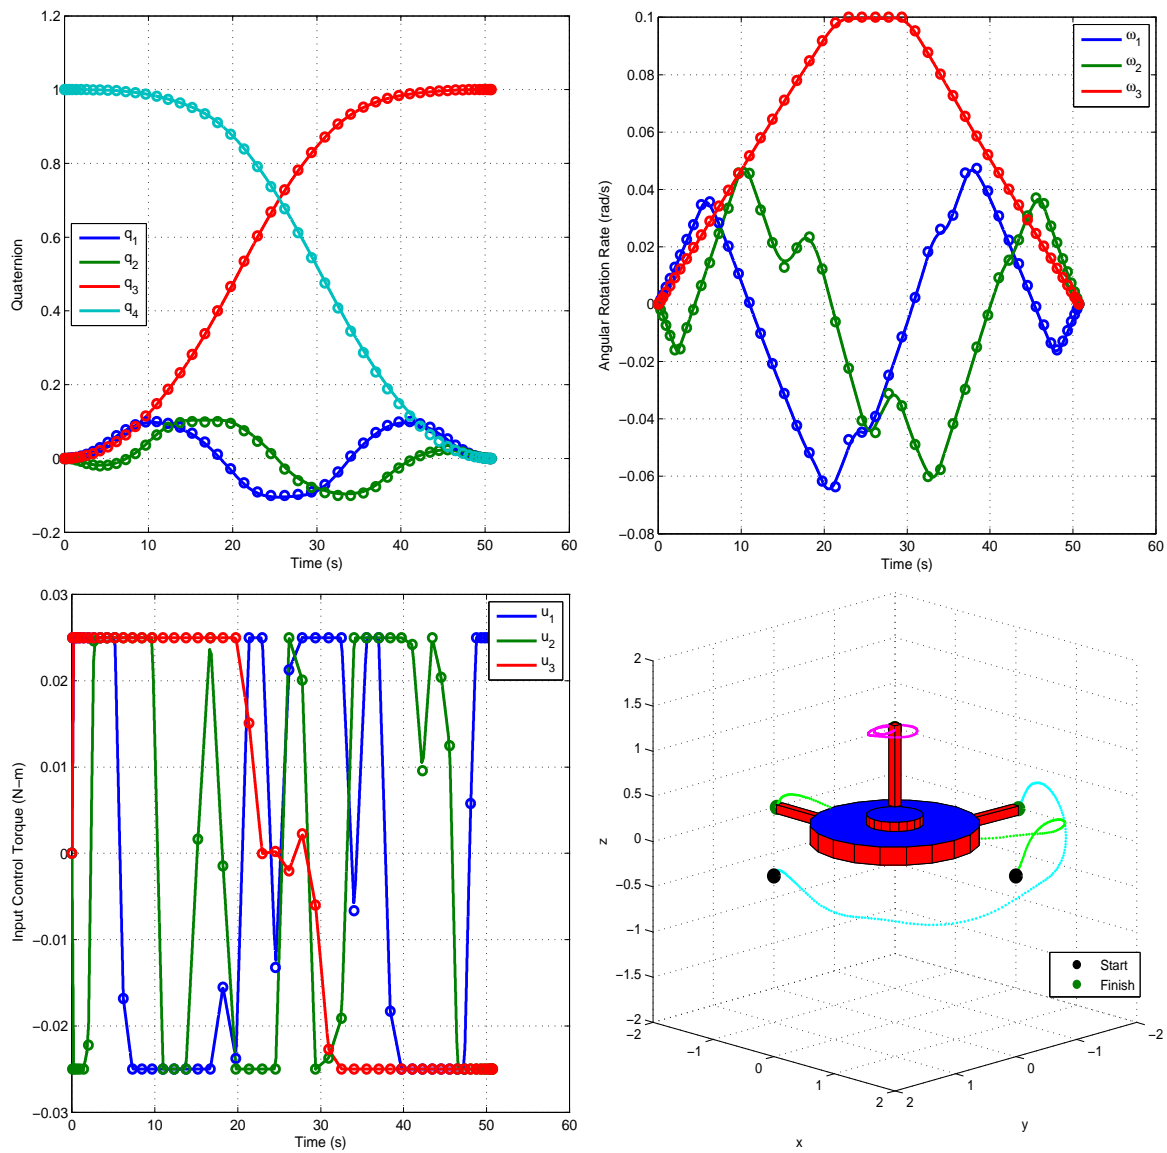 1.2
1
0.8
0.6
0.4
0.2
0
−0.2
0 10 20 30 40 50 60
Time (s)
Quaternion
q1
q2
q3
q4
0.1
0.08
0.06
0.04
0.02
0
−0.02
−0.04
−0.06
−0.08
0 10 20 30 40 50 60
Time (s)
Angular Rotation Rate (rad/s)
ω1
ω2
ω3
0.03
0.02
0.01
0
−0.01
−0.02
−0.03
0 10 20 30 40 50 60
Time (s)
Input Control Torque (N−m)
u1
u2
u3
2
1.5
1
0.5
0
−0.5
−1
−1.5
−2
z
−2
−1
0
1
2
x
2
1
0
−1
−2
y
Start
Finish